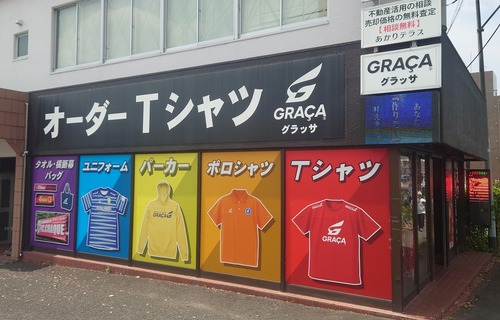 不動産活用の相談
売却価格の無料査定
【相談無料】
あかりテラス
GRAÇA
グラッサ
オーダーTシャツ
GRAÇA
グラッサ
タオル・横断幕
バッグ
ユニフォーム
パーカー
ポロシャツ
Tシャツ
GRAÇA
GRAÇA